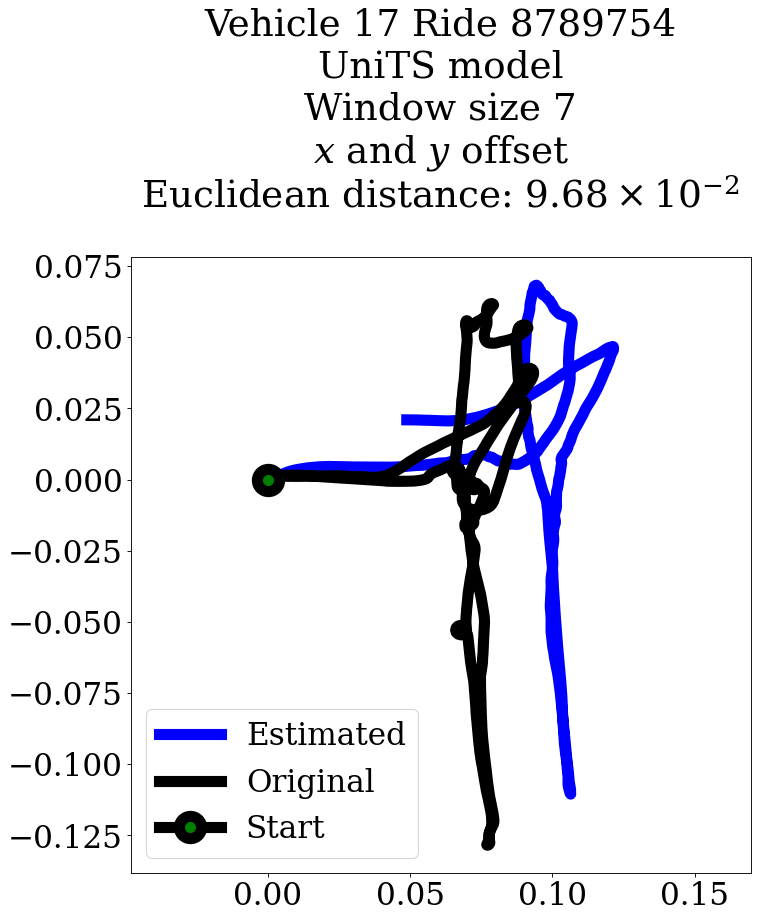 Vehicle 17 Ride 8789754
UniTS model
Window size 7
x and y offset
Euclidean distance: 9.68 × 10⁻²
0.075
0.050
0.025
0.000
−0.025
−0.050
−0.075
−0.100
−0.125
Estimated
Original
Start
0.00 0.05 0.10 0.15